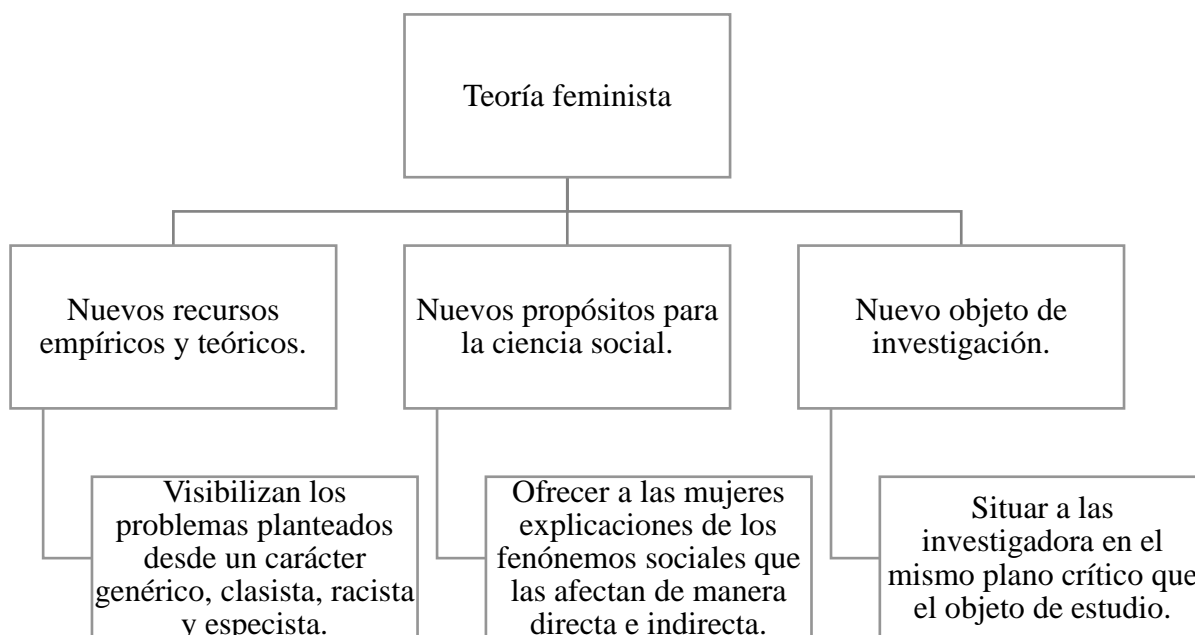 Teoría feminista
Nuevos recursos
empíricos y teóricos.
Nuevos propósitos para
la ciencia social.
Nuevo objeto de
investigación.
Visibilizan los
problemas planteados
desde un carácter
genérico, clasista, racista
y especista.
Ofrecer a las mujeres
explicaciones de los
fenónemos sociales que
las afectan de manera
directa e indirecta.
Situar a las
investigadora en el
mismo plano crítico que
el objeto de estudio.